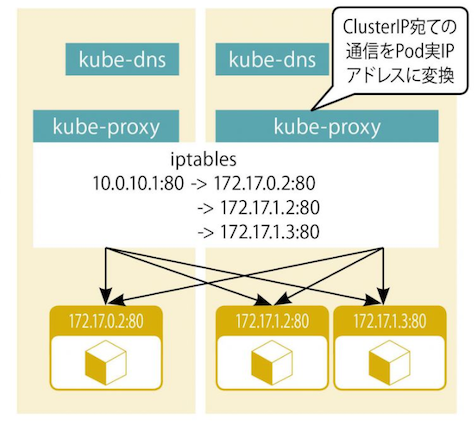 ClusterIP宛ての
通信をPod実IP
アドレスに変換
kube-dns
kube-dns
kube-proxy
kube-proxy
iptables
10.0.10.1:80 -> 172.17.0.2:80
-> 172.17.1.2:80
-> 172.17.1.3:80
172.17.0.2:80
172.17.1.2:80
172.17.1.3:80